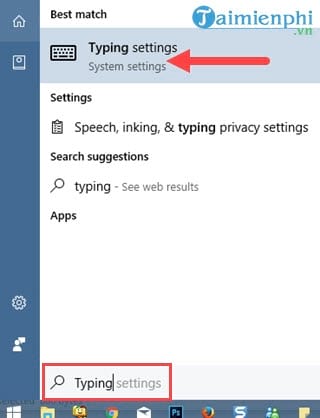 Best match
Taimienphi
.vn
Typing settings
System settings
Settings
Speech, inking, & typing privacy settings
Search suggestions
typing - See web results
Apps
Typing settings